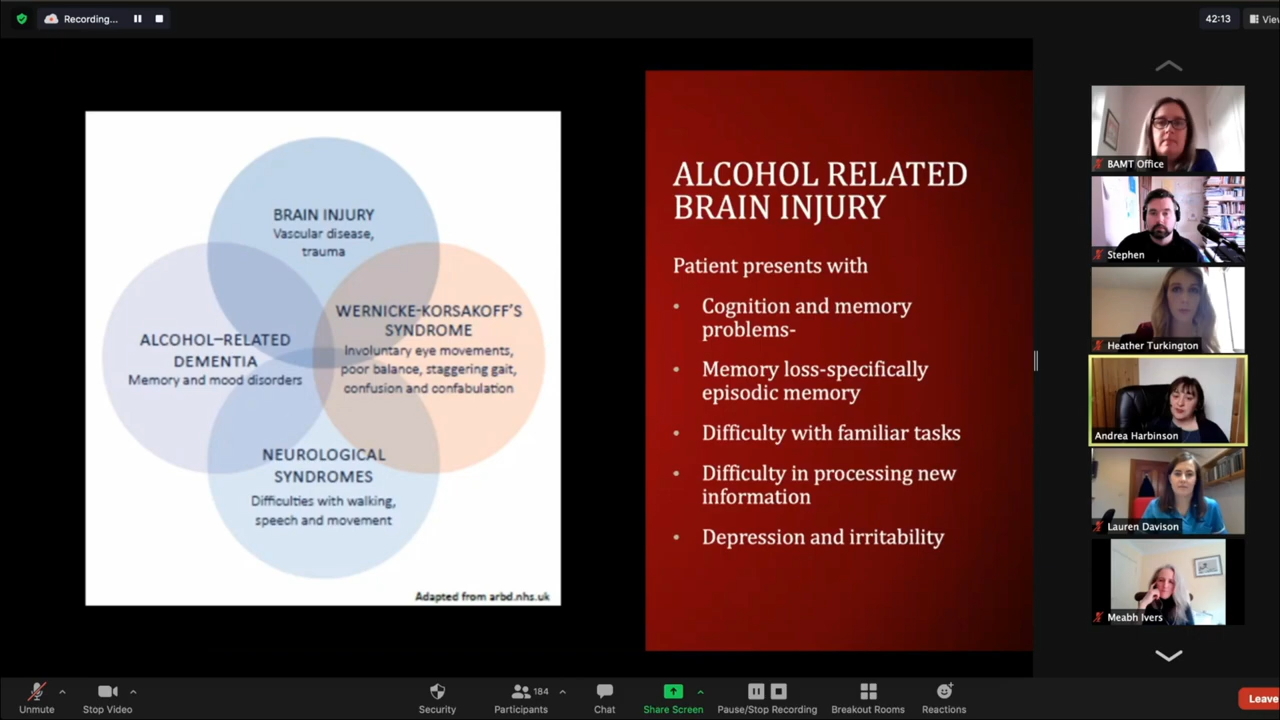 Recording...
42:13
View
BRAIN INJURY
Vascular disease,
trauma
ALCOHOL–RELATED
DEMENTIA
Memory and mood disorders
WERNICKE-KORSAKOFF'S
SYNDROME
Involuntary eye movements,
poor balance, staggering gait,
confusion and confabulation
NEUROLOGICAL
SYNDROMES
Difficulties with walking,
speech and movement
Adapted from arbd.nhs.uk
ALCOHOL RELATED
BRAIN INJURY
Patient presents with
• Cognition and memory
problems-
• Memory loss-specifically
episodic memory
• Difficulty with familiar tasks
• Difficulty in processing new
information
• Depression and irritability
BAMT Office
Stephen
Heather Turkington
Andrea Harbinson
Lauren Davison
Meabh Ivers
Unmute
Stop Video
Security
Participants
184
Chat
Share Screen
Pause/Stop Recording
Breakout Rooms
Reactions
Leave